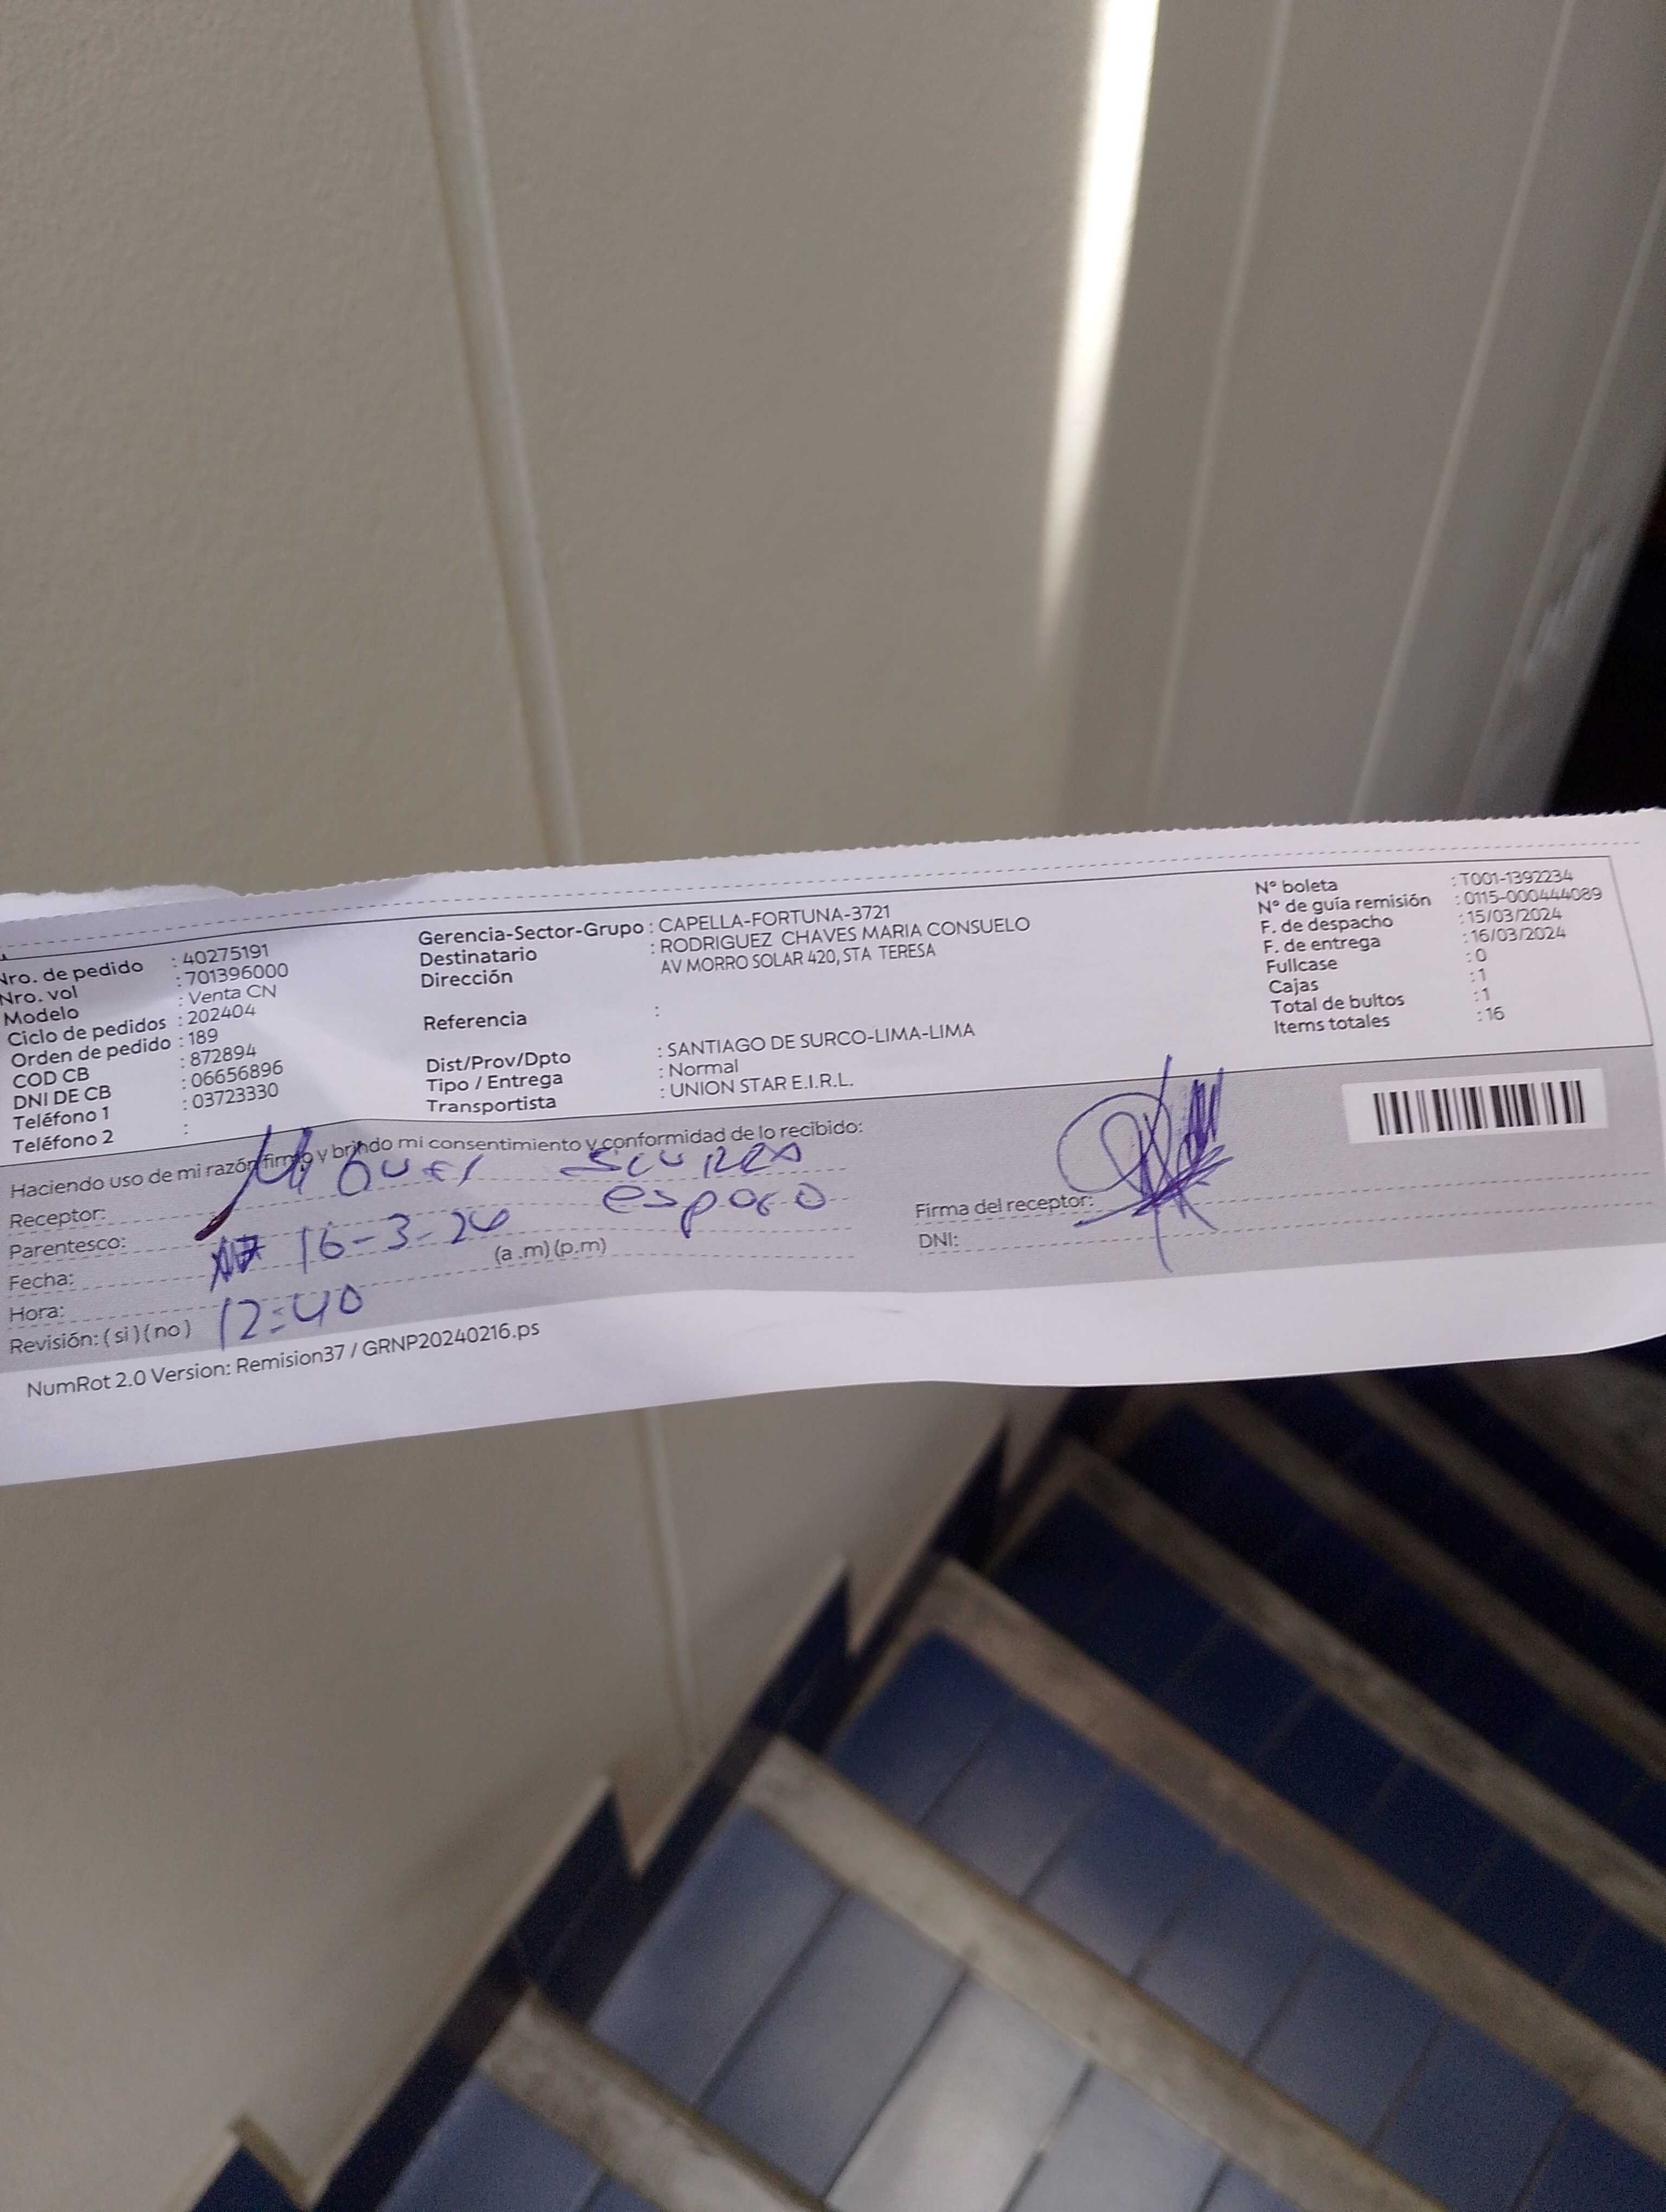 Nro. de pedido : 40275191
Nro. vol : 701396000
Modelo : Venta CN
Ciclo de pedidos : 202404
Orden de pedido : 189
COD CB : 872894
DNI DE CB : 06656896
Teléfono 1 : 03723330
Teléfono 2 :
Gerencia-Sector-Grupo : CAPELLA-FORTUNA-3721
Destinatario : RODRIGUEZ CHAVES MARIA CONSUELO
Dirección AV MORRO SOLAR 420, STA TERESA
Referencia :
Dist/Prov/Dpto : SANTIAGO DE SURCO-LIMA-LIMA
Tipo / Entrega : Normal
Transportista : UNION STAR E.I.R.L.
N° boleta : T001-1392234
N° de guía remisión : 0115-000444089
F. de despacho : 15/03/2024
F. de entrega : 16/03/2024
Fullcase : 0
Cajas : 1
Total de bultos : 1
Items totales : 16
Haciendo uso de mi razón firmo y brindo mi consentimiento y conformidad de lo recibido:
Receptor:
Parentesco: esposo
Fecha: 16-3-24
Hora: 12:40 (a .m) (p.m)
Revisión: ( si ) ( no )
Firma del receptor:
DNI:
NumRot 2.0 Version: Remision37 / GRNP20240216.ps